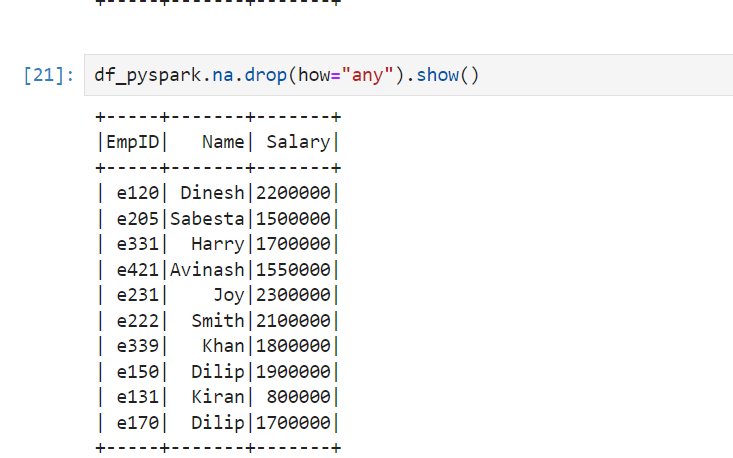 +-----+-------+-------+
[21]: df_pyspark.na.drop(how="any").show()
+-----+-------+-------+
|EmpID|   Name| Salary|
+-----+-------+-------+
| e120| Dinesh|2200000|
| e205|Sabesta|1500000|
| e331|  Harry|1700000|
| e421|Avinash|1550000|
| e231|    Joy|2300000|
| e222|  Smith|2100000|
| e339|   Khan|1800000|
| e150|  Dilip|1900000|
| e131|  Kiran| 800000|
| e170|  Dilip|1700000|
+-----+-------+-------+